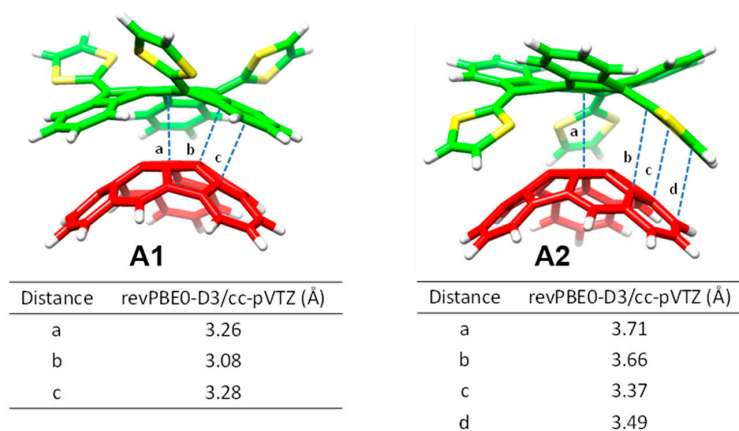 a
b
c
A1
Distance revPBE0-D3/cc-pVTZ (Å)
a 3.26
b 3.08
c 3.28
a
b
c
d
A2
Distance revPBE0-D3/cc-pVTZ (Å)
a 3.71
b 3.66
c 3.37
d 3.49